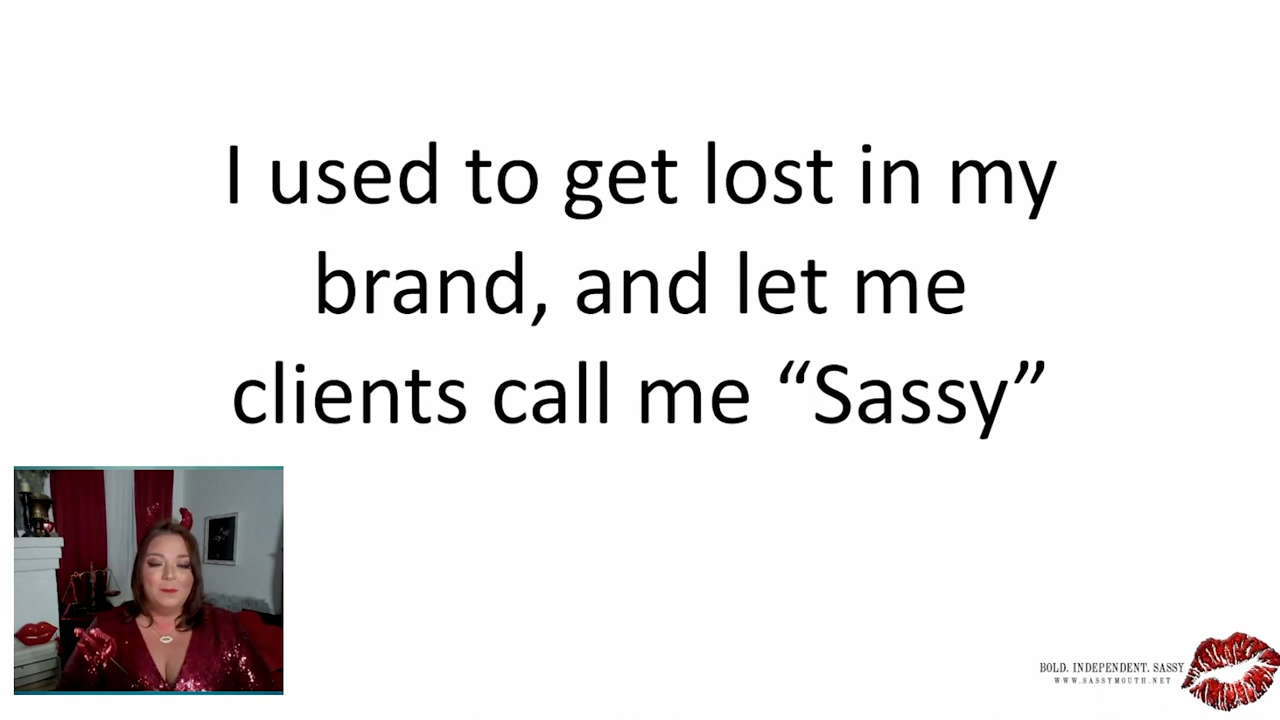 I used to get lost in my
brand, and let me
clients call me “Sassy”
BOLD. INDEPENDENT. SASSY
WWW.SASSYMOUTH.NET